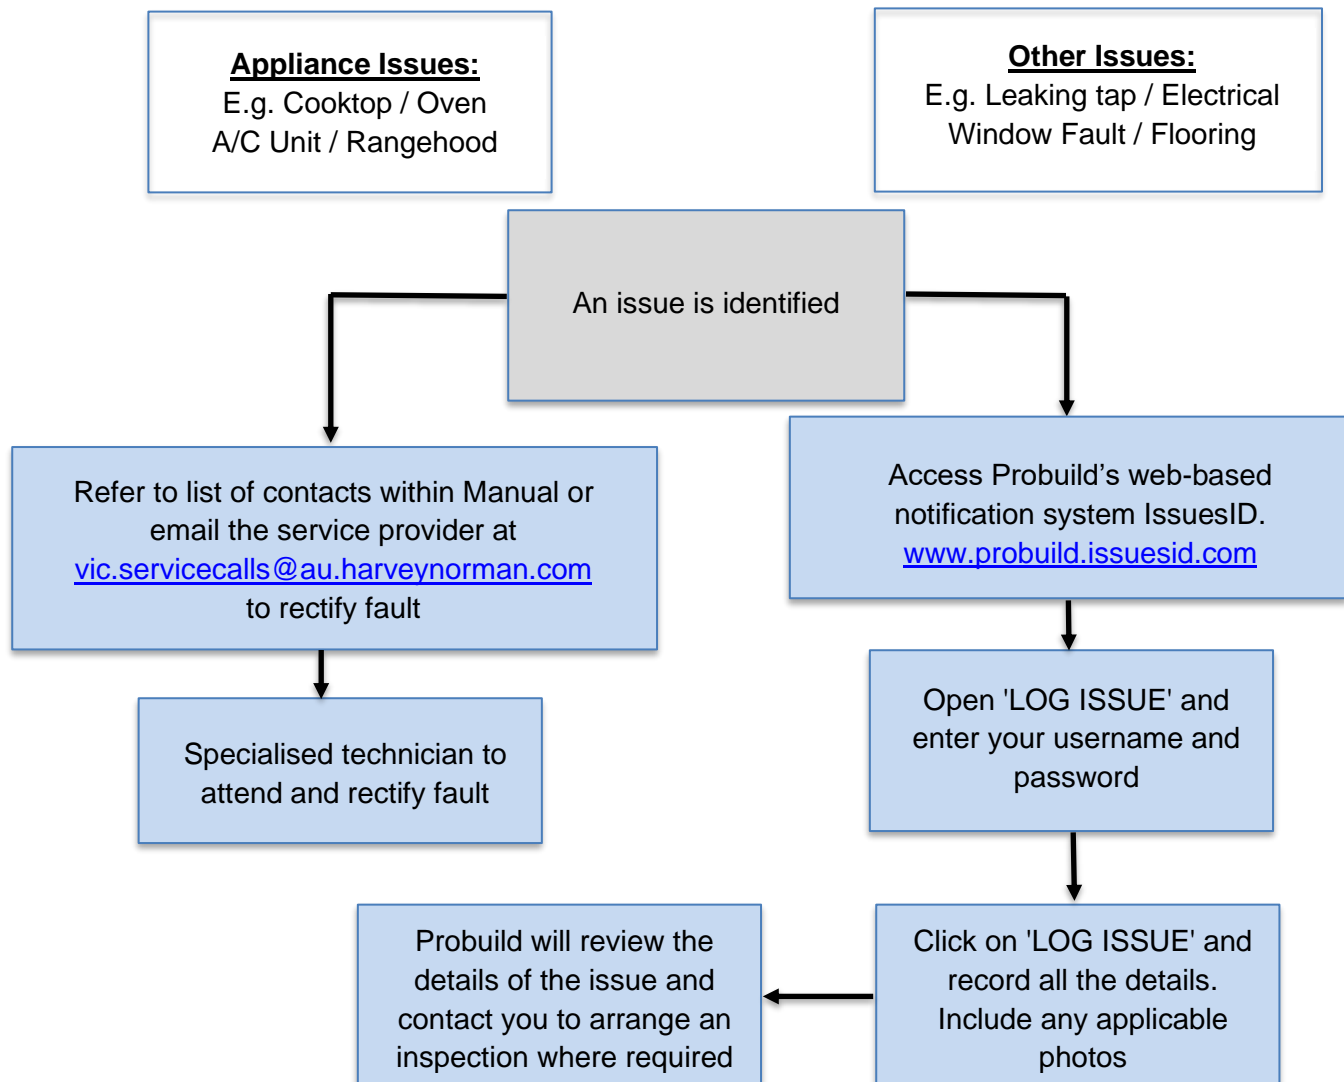 Appliance Issues:
E.g. Cooktop / Oven
A/C Unit / Rangehood
Other Issues:
E.g. Leaking tap / Electrical
Window Fault / Flooring
An issue is identified
Refer to list of contacts within Manual or
email the service provider at
vic.servicecalls@au.harveynorman.com
to rectify fault
Access Probuild’s web-based
notification system IssuesID.
www.probuild.issuesid.com
Specialised technician to
attend and rectify fault
Open 'LOG ISSUE' and
enter your username and
password
Probuild will review the
details of the issue and
contact you to arrange an
inspection where required
Click on 'LOG ISSUE' and
record all the details.
Include any applicable
photos